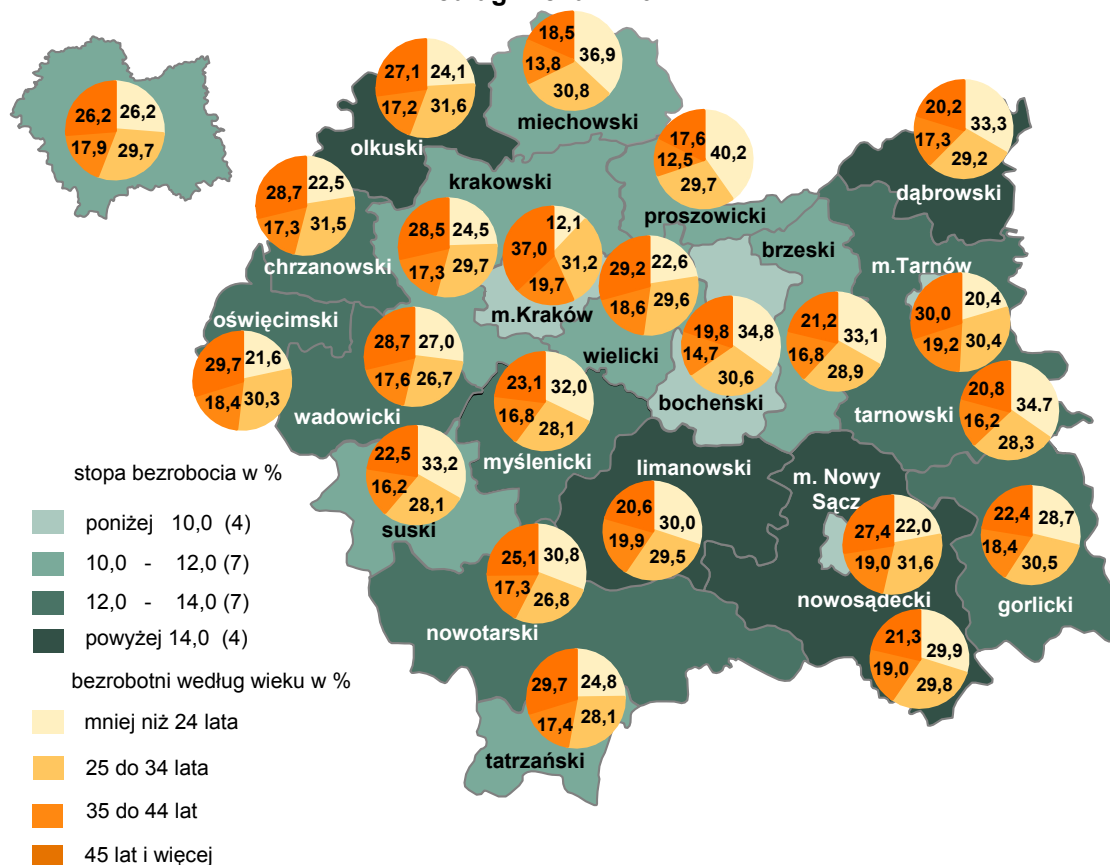 18,5 36,9
13,8 30,8
miechowski
27,1 24,1
17,2 31,6
olkuski
26,2 26,2
17,9 29,7
20,2 33,3
17,3 29,2
dąbrowski
17,6 40,2
12,5 29,7
proszowicki
krakowski
28,7 22,5
17,3 31,5
chrzanowski
28,5 24,5
17,3 29,7
12,1
37,0 31,2
19,7
m.Kraków
29,2 22,6
18,6 29,6
wielicki
brzeski
m.Tarnów
30,0 20,4
19,2 30,4
19,8 34,8
14,7 30,6
bocheński
21,2 33,1
16,8 28,9
oświęcimski
29,7 21,6
18,4 30,3
28,7 27,0
17,6 26,7
wadowicki
23,1 32,0
16,8 28,1
myślenicki
20,8 34,7
16,2 28,3
tarnowski
22,5 33,2
16,2 28,1
suski
limanowski
20,6 30,0
19,9 29,5
m. Nowy
Sącz
27,4 22,0
19,0 31,6
nowosądecki
22,4 28,7
18,4 30,5
gorlicki
25,1 30,8
17,3 26,8
nowotarski
21,3 29,9
19,0 29,8
29,7 24,8
17,4 28,1
tatrzański
stopa bezrobocia w %
poniżej 10,0 (4)
10,0 - 12,0 (7)
12,0 - 14,0 (7)
powyżej 14,0 (4)
bezrobotni według wieku w %
mniej niż 24 lata
25 do 34 lata
35 do 44 lat
45 lat i więcej